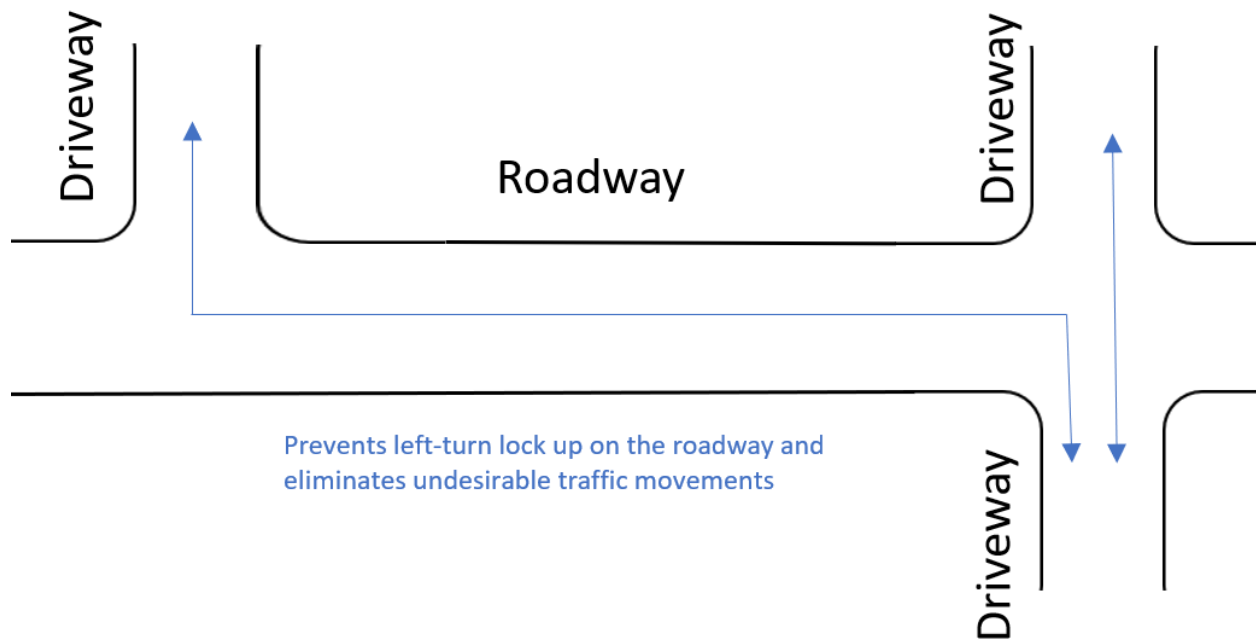 Driveway
Driveway
Roadway
Prevents left-turn lock up on the roadway and
eliminates undesirable traffic movements
Driveway